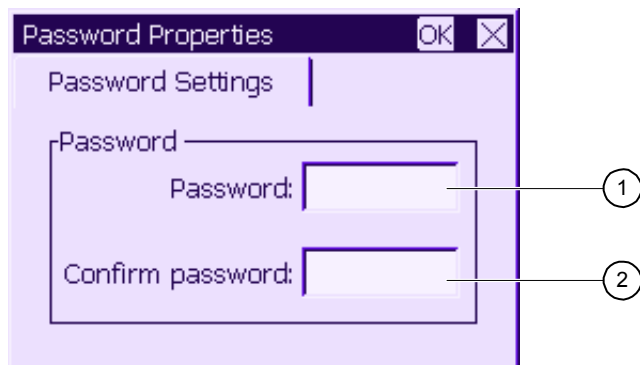 Password Properties OK X
Password Settings
Password
Password: 1
Confirm password: 2